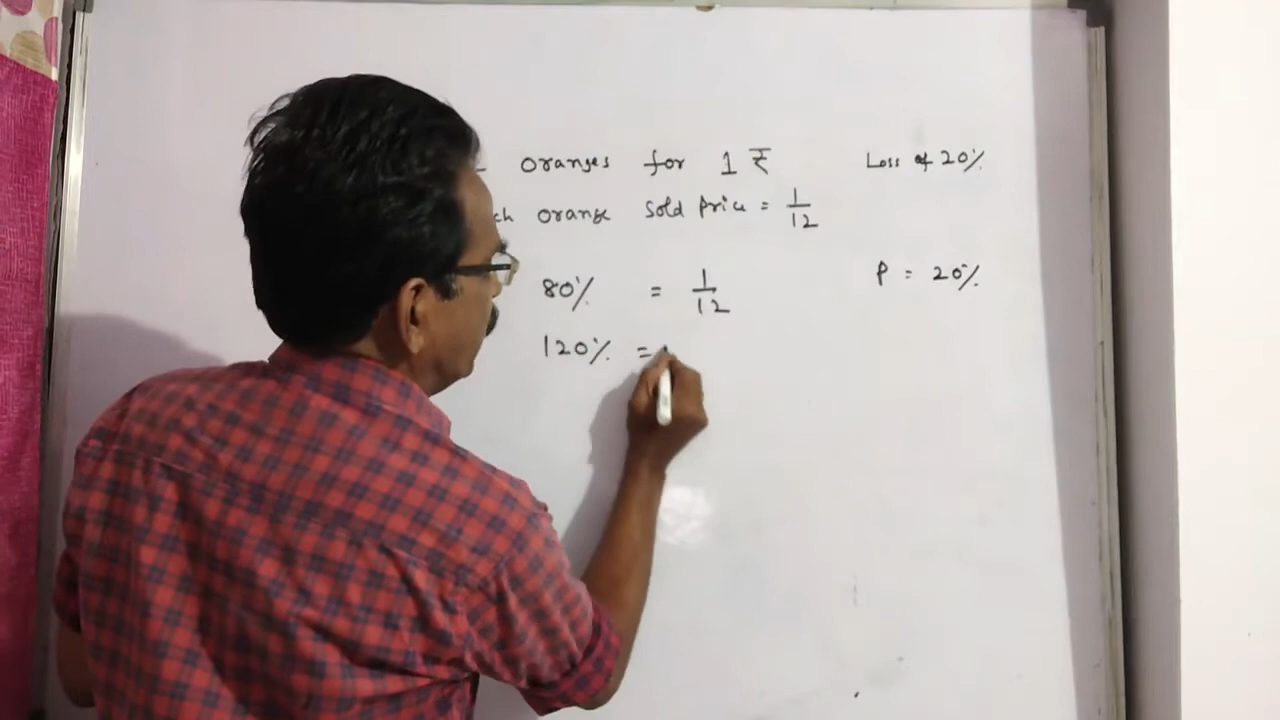 oranges for 1 ₹ Loss of 20%
orange sold price = 1/12
80% = 1/12 P = 20%
120% =